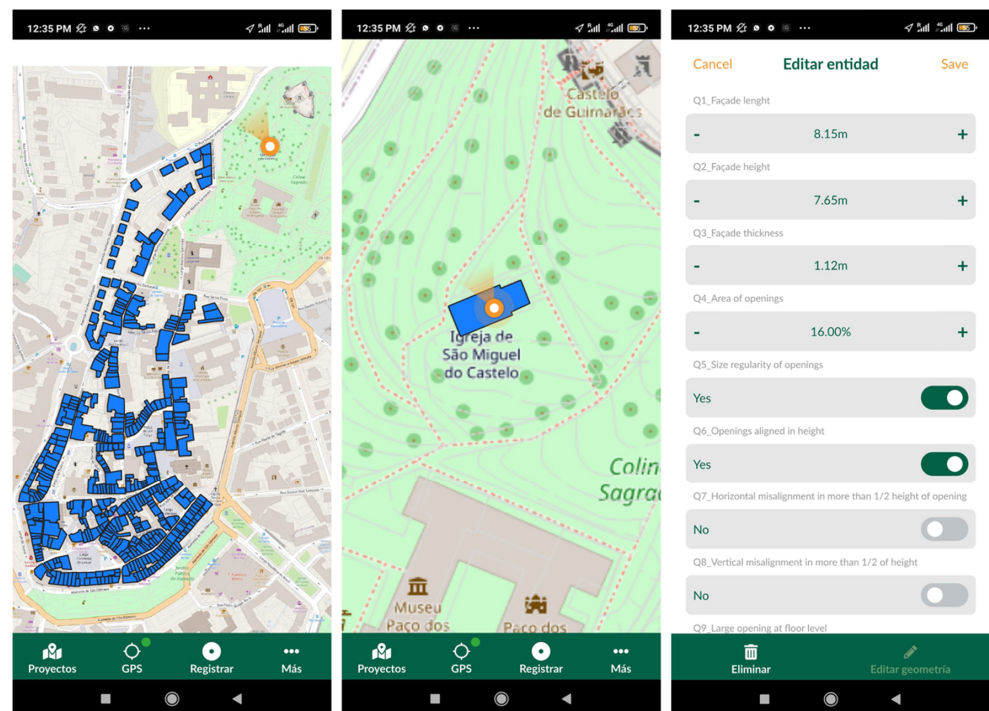 12:35 PM
Proyectos
GPS
Registrar
Más
12:35 PM
Castelo
de Guimarães
Igreja de
São Miguel
do Castelo
Colin
Sagra
Museu
Paço dos
Paço dos
Proyectos
GPS
Registrar
Más
12:35 PM
Cancel
Editar entidad
Save
Q1_Façade lenght
-
8.15m
+
Q2_Façade height
-
7.65m
+
Q3_Façade thickness
-
1.12m
+
Q4_Area of openings
-
16.00%
+
Q5_Size regularity of openings
Yes
Q6_Openings aligned in height
Yes
Q7_Horizontal misalignment in more than 1/2 height of opening
No
Q8_Vertical misalignment in more than 1/2 of height
No
Q9_Large opening at floor level
Eliminar
Editar geometría